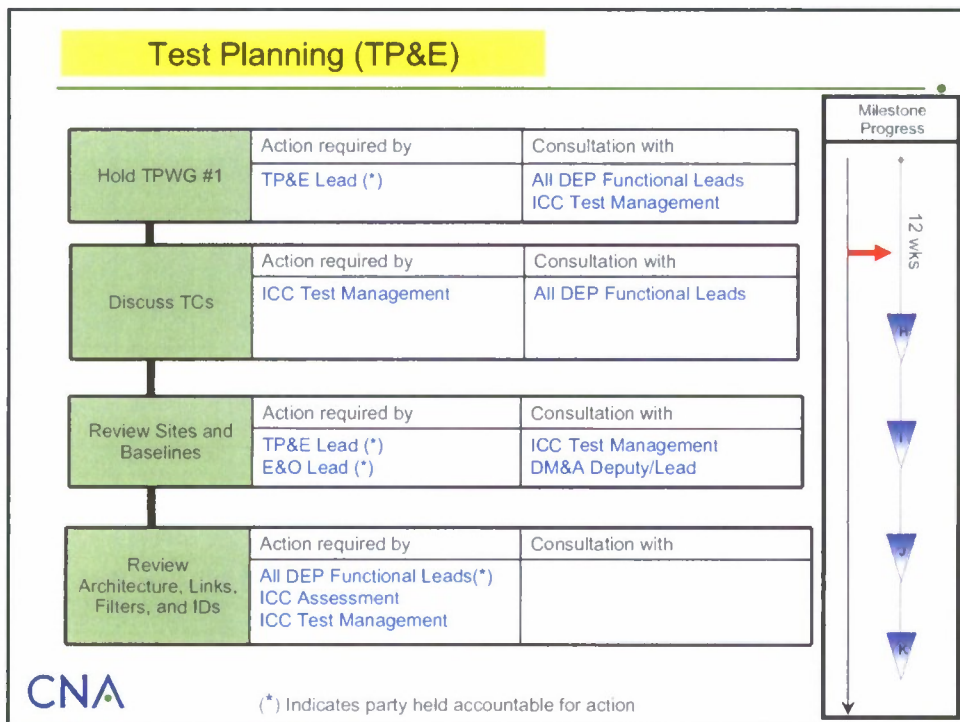 Test Planning (TP&E)
Milestone
Progress
Hold TPWG #1
Action required by
Consultation with
TP&E Lead (*)
All DEP Functional Leads
ICC Test Management
12 wks
Discuss TCs
Action required by
Consultation with
ICC Test Management
All DEP Functional Leads
H
Review Sites and
Baselines
Action required by
Consultation with
TP&E Lead (*)
ICC Test Management
E&O Lead (*)
DM&A Deputy/Lead
I
Review
Architecture, Links,
Filters, and IDs
Action required by
Consultation with
All DEP Functional Leads(*)
ICC Assessment
ICC Test Management
J
K
CNA
(*) Indicates party held accountable for action